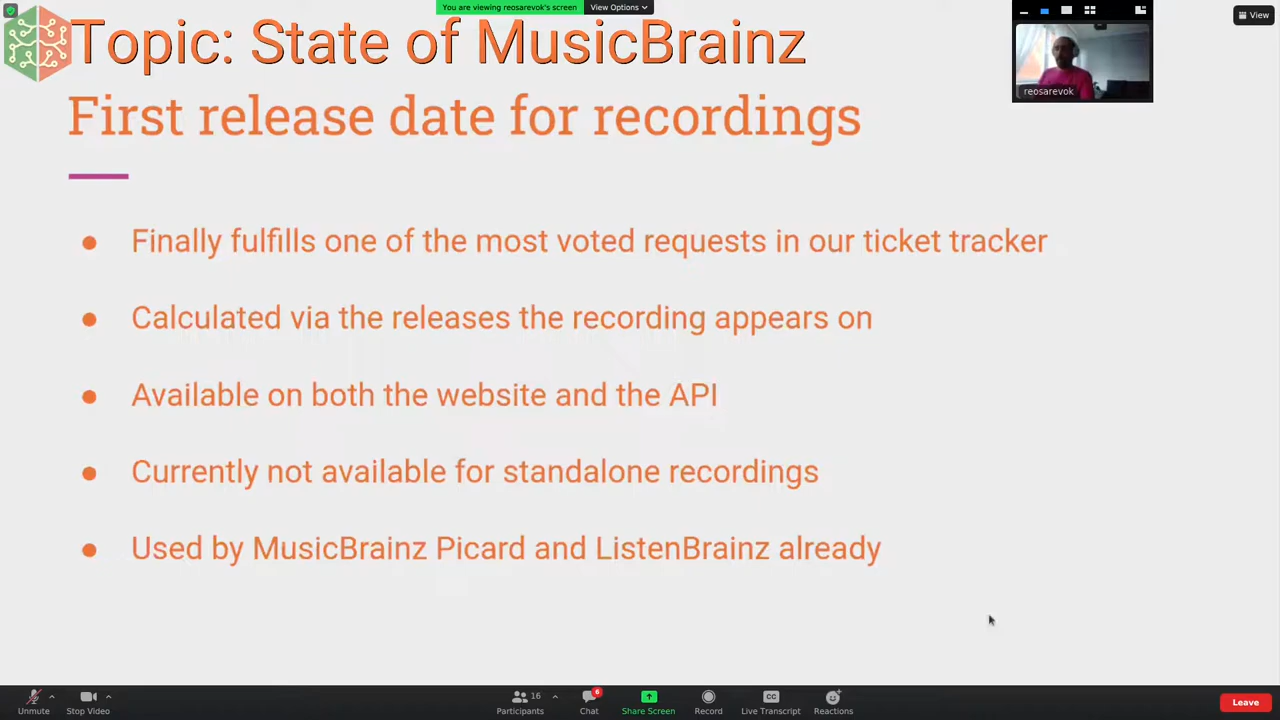 You are viewing reosarevok's screen
View Options
View
Topic: State of MusicBrainz
reosarevok
First release date for recordings
Finally fulfills one of the most voted requests in our ticket tracker
Calculated via the releases the recording appears on
Available on both the website and the API
Currently not available for standalone recordings
Used by MusicBrainz Picard and ListenBrainz already
Unmute
Stop Video
Participants 16
Chat 6
Share Screen
Record
CC Live Transcript
Reactions
Leave